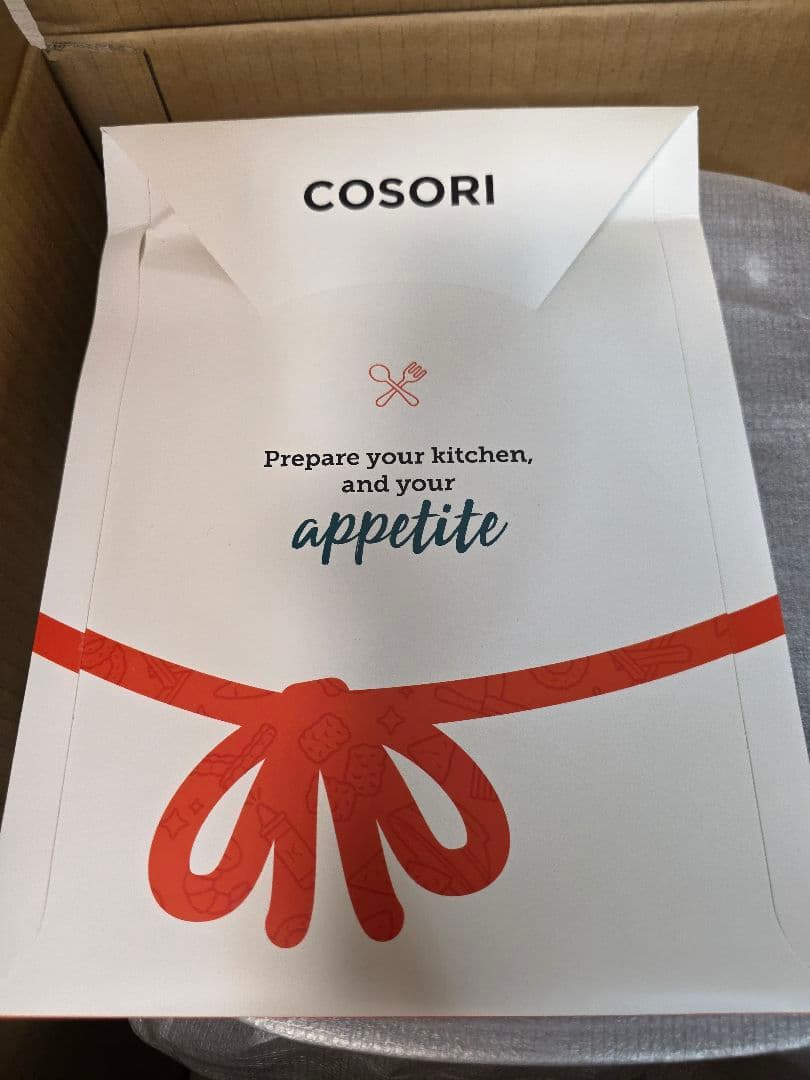 COSORI
Prepare your kitchen,
and your
appetite